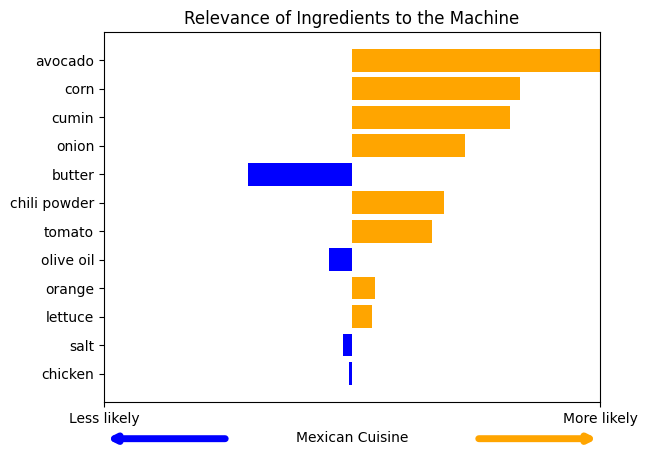 Relevance of Ingredients to the Machine
avocado
corn
cumin
onion
butter
chili powder
tomato
olive oil
orange
lettuce
salt
chicken
Less likely
More likely
Mexican Cuisine